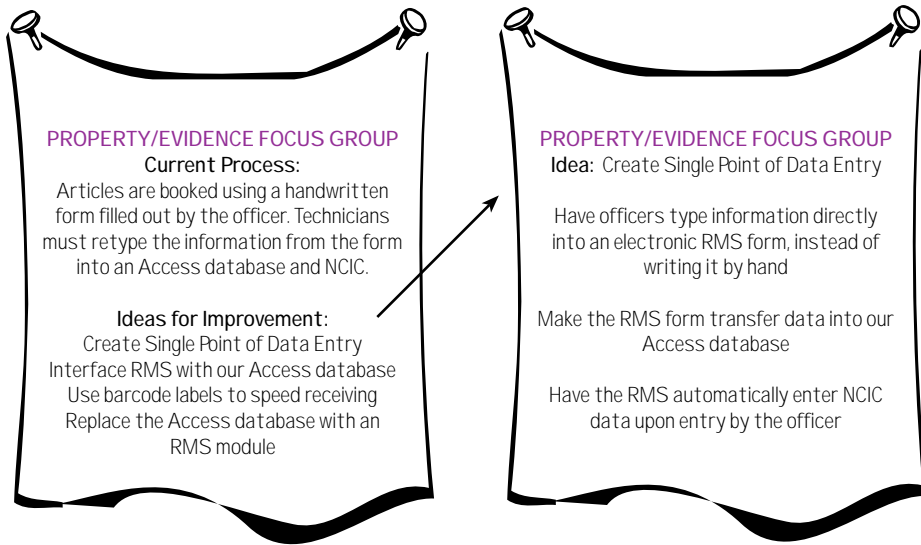 PROPERTY/EVIDENCE FOCUS GROUP
Current Process:
Articles are booked using a handwritten
form filled out by the officer. Technicians
must retype the information from the form
into an Access database and NCIC.
Ideas for Improvement:
Create Single Point of Data Entry
Interface RMS with our Access database
Use barcode labels to speed receiving
Replace the Access database with an
RMS module
PROPERTY/EVIDENCE FOCUS GROUP
Idea: Create Single Point of Data Entry
Have officers type information directly
into an electronic RMS form, instead of
writing it by hand
Make the RMS form transfer data into our
Access database
Have the RMS automatically enter NCIC
data upon entry by the officer